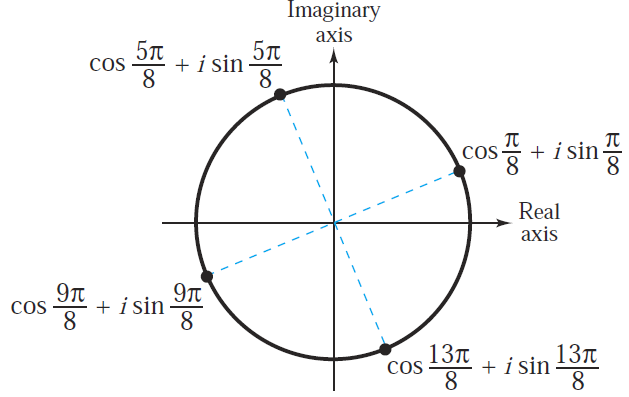 Imaginary
axis
cos 5π/8 + i sin 5π/8
cos π/8 + i sin π/8
Real
axis
cos 9π/8 + i sin 9π/8
cos 13π/8 + i sin 13π/8